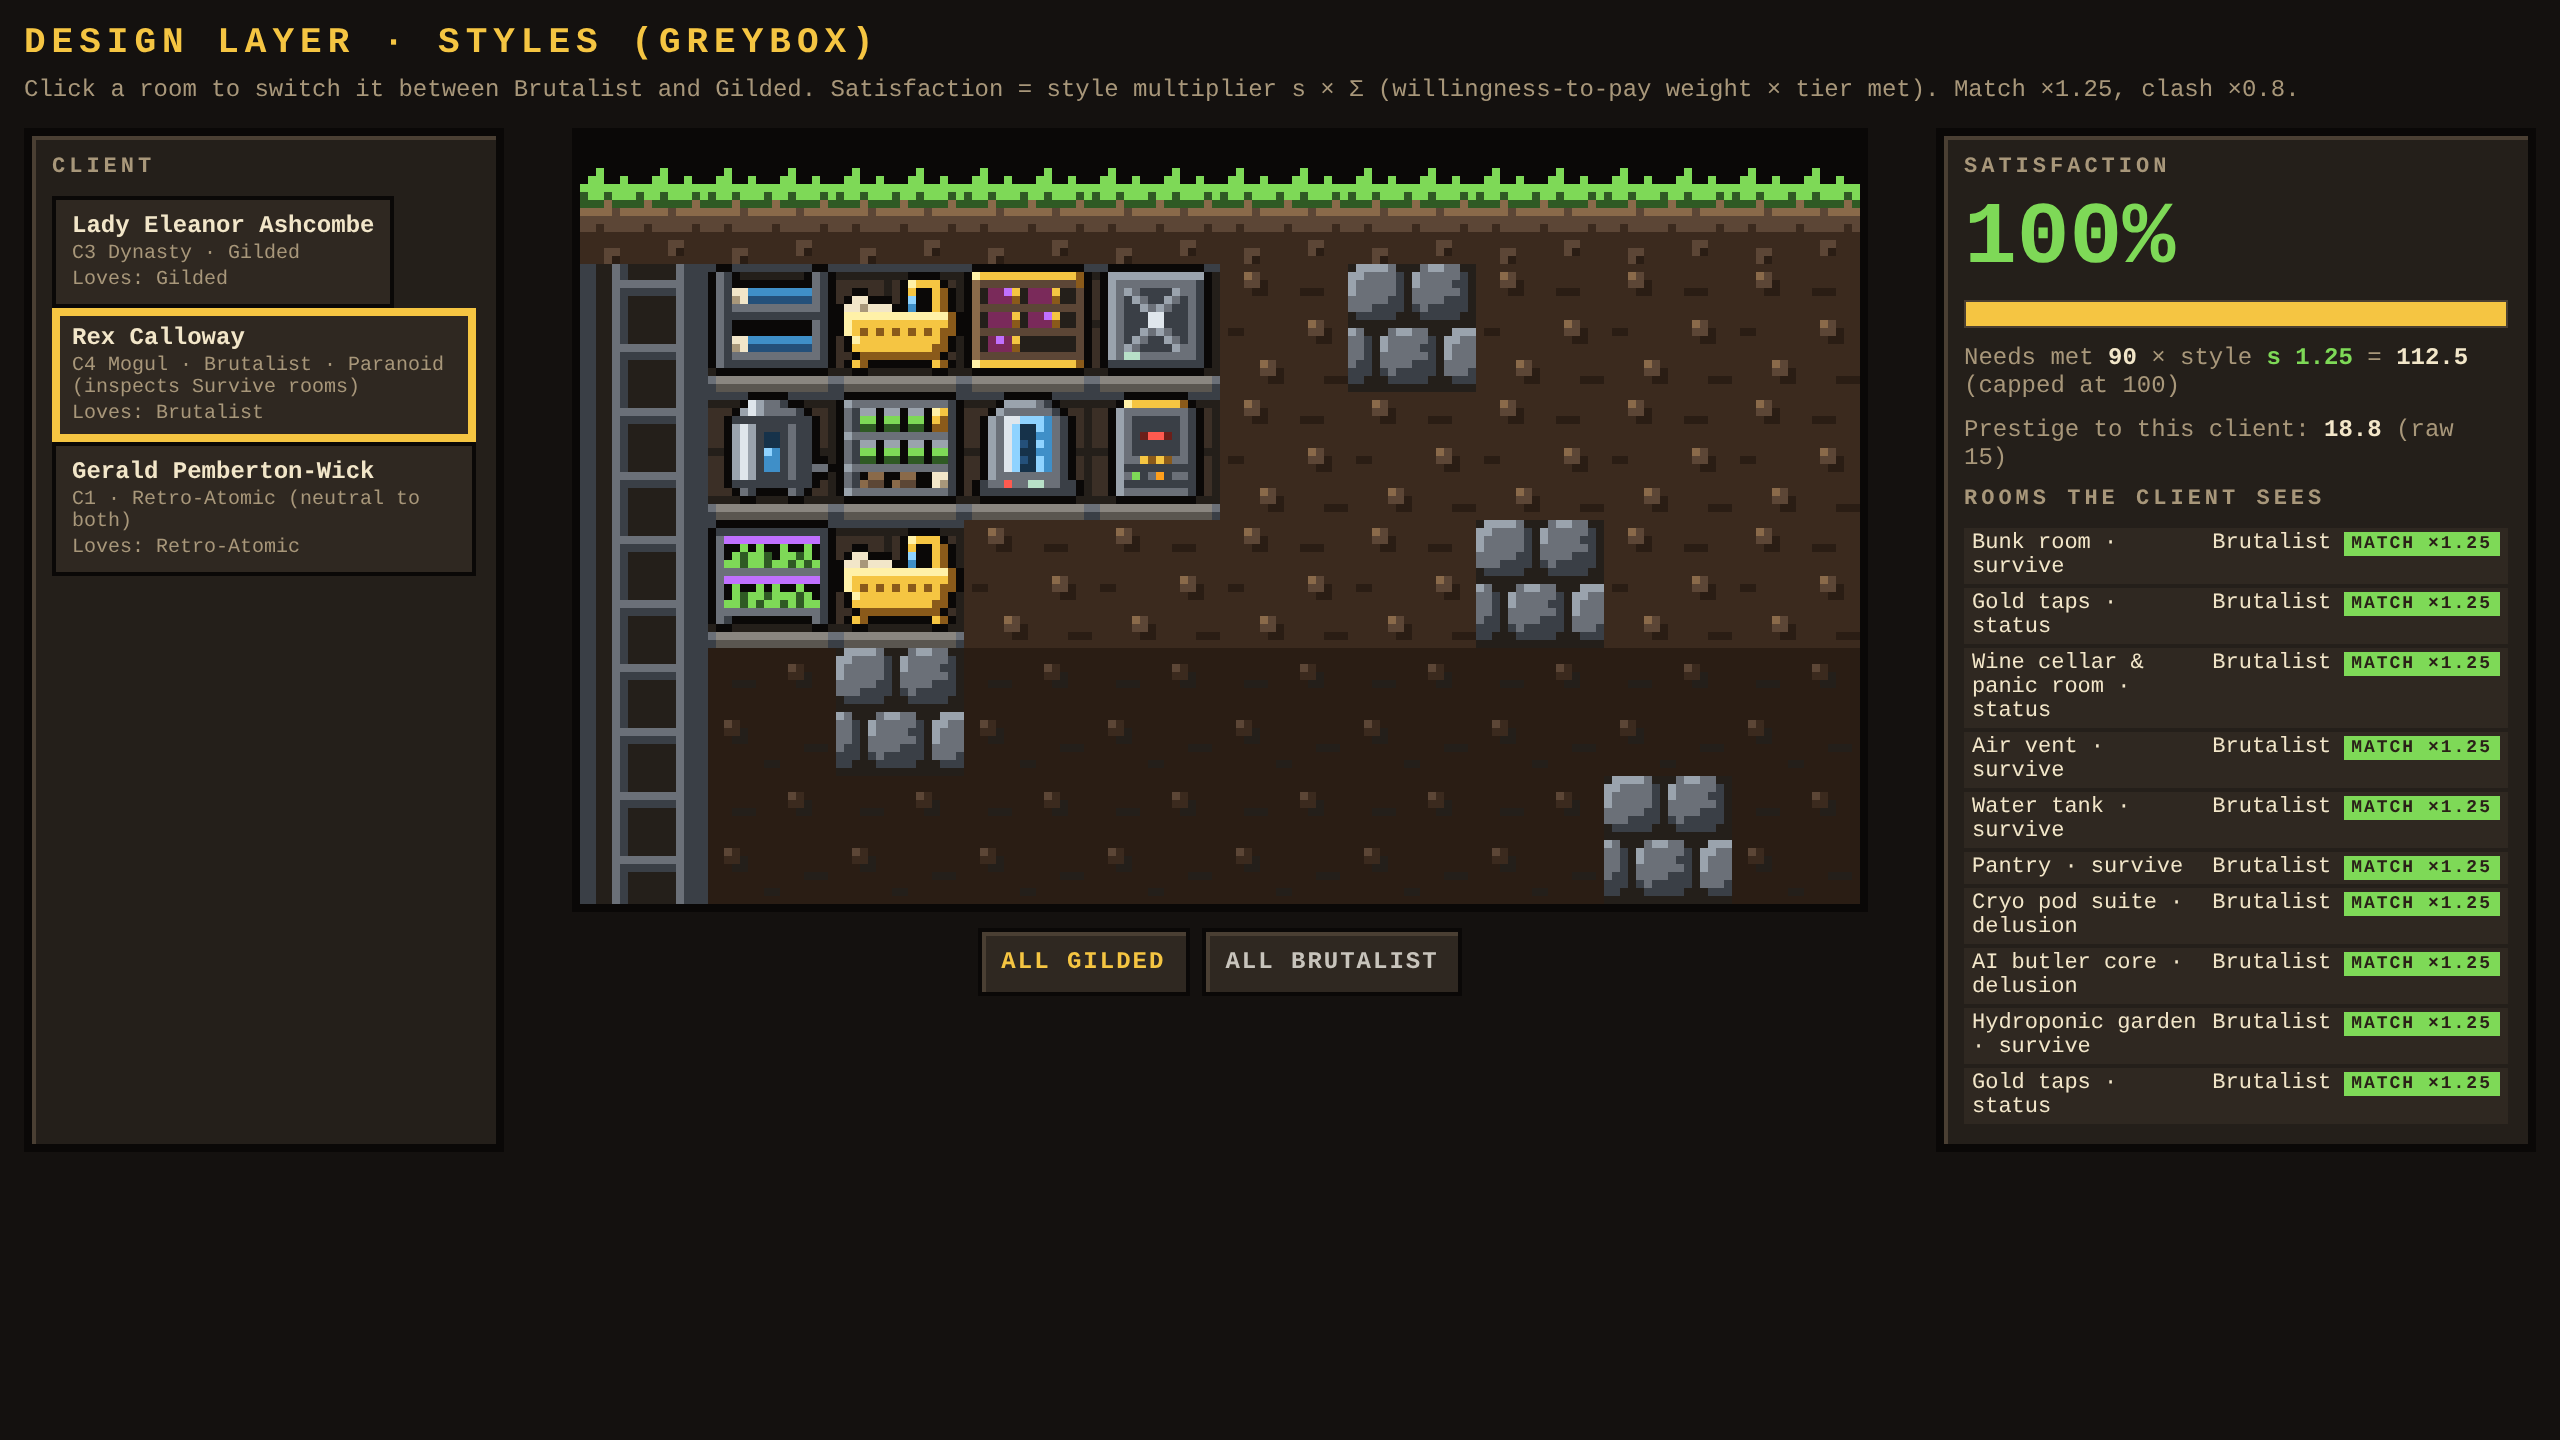 DESIGN LAYER · STYLES (GREYBOX)
Click a room to switch it between Brutalist and Gilded. Satisfaction = style multiplier s × Σ (willingness-to-pay weight × tier met). Match ×1.25, clash ×0.8.
CLIENT
Lady Eleanor Ashcombe
C3 Dynasty · Gilded
Loves: Gilded
Rex Calloway
C4 Mogul · Brutalist · Paranoid
(inspects Survive rooms)
Loves: Brutalist
Gerald Pemberton-Wick
C1 · Retro-Atomic (neutral to
both)
Loves: Retro-Atomic
ALL GILDED
ALL BRUTALIST
SATISFACTION
100%
Needs met 90 × style s 1.25 = 112.5
(capped at 100)
Prestige to this client: 18.8 (raw
15)
ROOMS THE CLIENT SEES
Bunk room · Brutalist MATCH ×1.25
survive
Gold taps · Brutalist MATCH ×1.25
status
Wine cellar & Brutalist MATCH ×1.25
panic room ·
status
Air vent · Brutalist MATCH ×1.25
survive
Water tank · Brutalist MATCH ×1.25
survive
Pantry · survive Brutalist MATCH ×1.25
Cryo pod suite · Brutalist MATCH ×1.25
delusion
AI butler core · Brutalist MATCH ×1.25
delusion
Hydroponic garden Brutalist MATCH ×1.25
· survive
Gold taps · Brutalist MATCH ×1.25
status